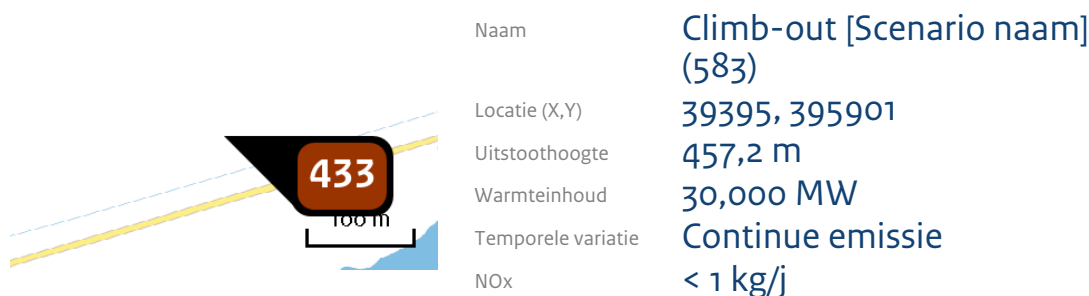 433
100 m
Naam Climb-out [Scenario naam]
(583)
Locatie (X,Y) 39395, 395901
Uitstoothoogte 457,2 m
Warmteinhoud 30,000 MW
Temporele variatie Continue emissie
NOx < 1 kg/j